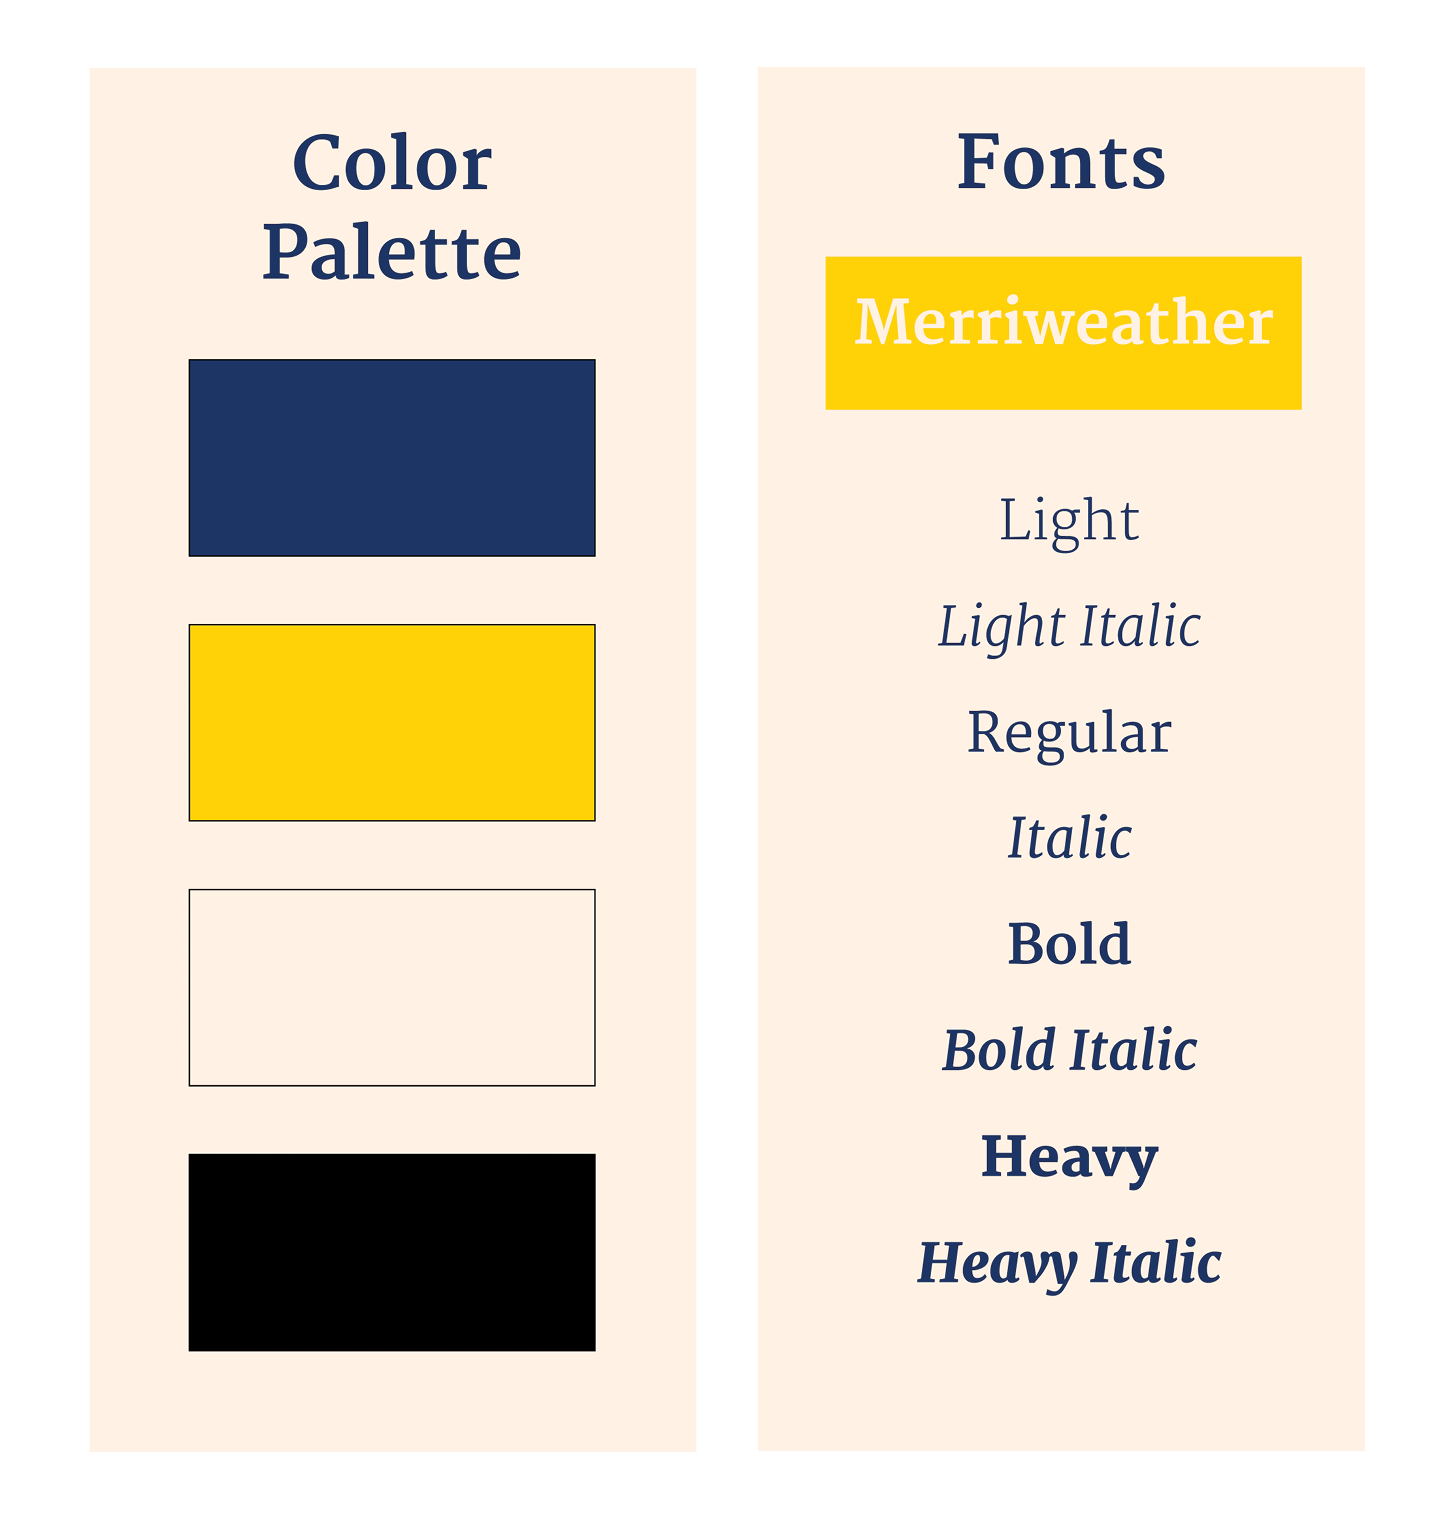 Color
Palette
Fonts
Merriweather
Light
Light Italic
Regular
Italic
Bold
Bold Italic
Heavy
Heavy Italic